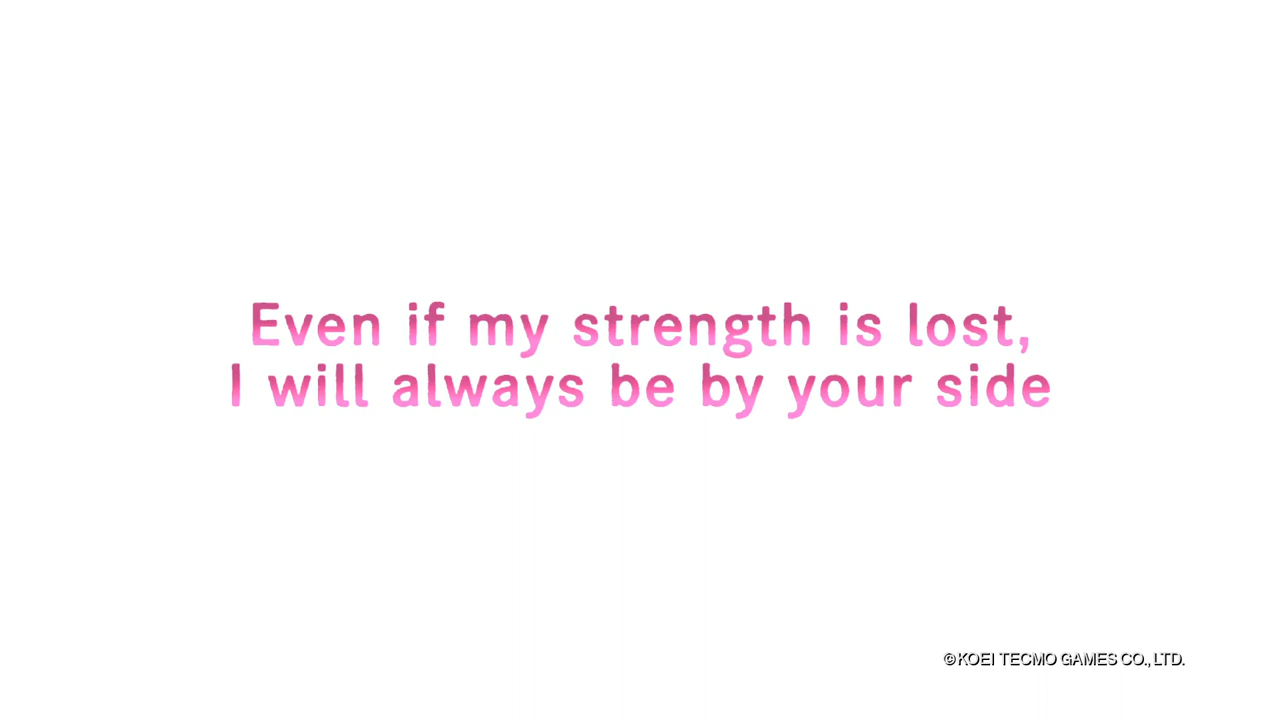 Even if my strength is lost,
I will always be by your side
©KOEI TECMO GAMES CO., LTD.